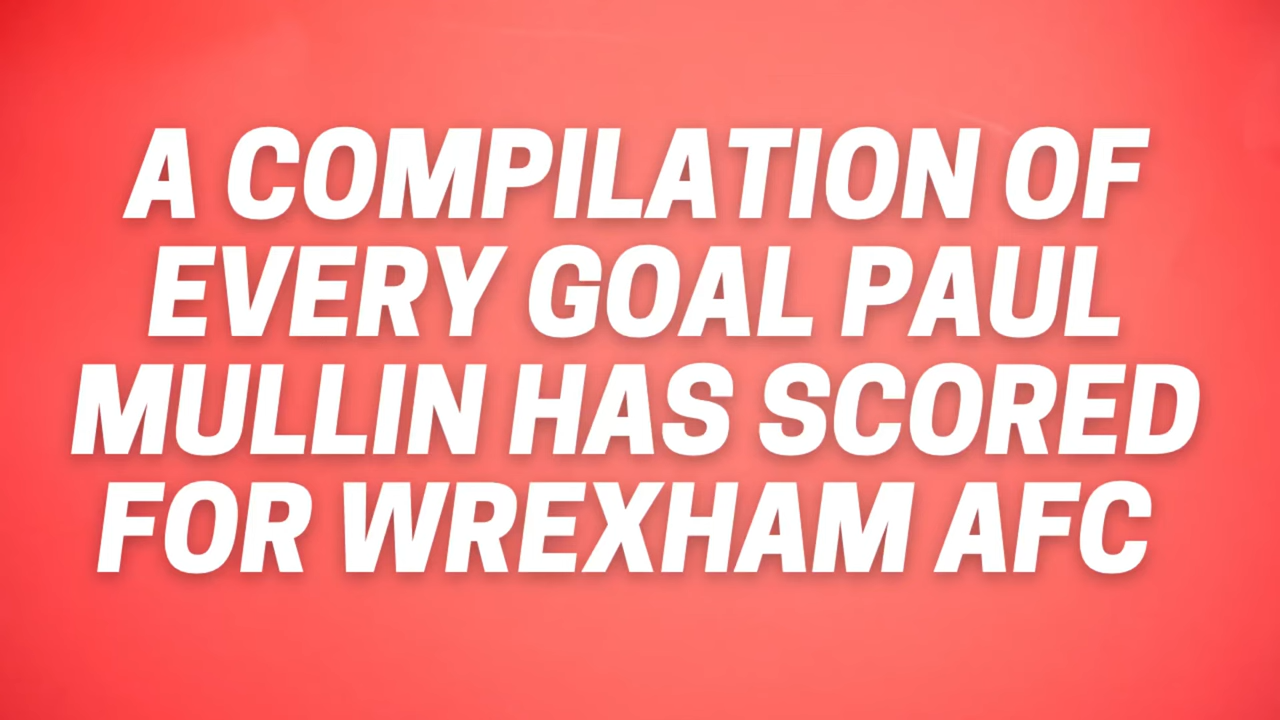 A COMPILATION OF
EVERY GOAL PAUL
MULLIN HAS SCORED
FOR WREXHAM AFC